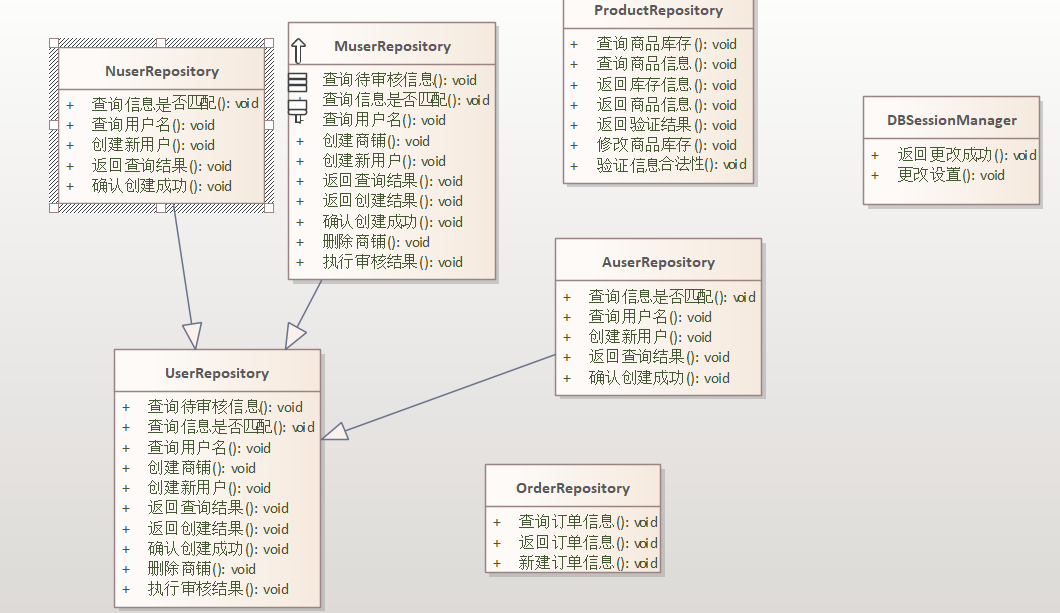 NuserRepository
+ 查询信息是否匹配(): void
+ 查询用户名(): void
+ 创建新用户(): void
+ 返回查询结果(): void
+ 确认创建成功(): void
MuserRepository
查询待审核信息(): void
查询信息是否匹配(): void
查询用户名(): void
+ 创建商铺(): void
+ 创建新用户(): void
+ 返回查询结果(): void
+ 返回创建结果(): void
+ 确认创建成功(): void
+ 删除商铺(): void
+ 执行审核结果(): void
ProductRepository
+ 查询商品库存(): void
+ 查询商品信息(): void
+ 返回库存信息(): void
+ 返回商品信息(): void
+ 返回验证结果(): void
+ 修改商品库存(): void
+ 验证信息合法性(): void
DBSessionManager
+ 返回更改成功(): void
+ 更改设置(): void
AuserRepository
+ 查询信息是否匹配(): void
+ 查询用户名(): void
+ 创建新用户(): void
+ 返回查询结果(): void
+ 确认创建成功(): void
UserRepository
+ 查询待审核信息(): void
+ 查询信息是否匹配(): void
+ 查询用户名(): void
+ 创建商铺(): void
+ 创建新用户(): void
+ 返回查询结果(): void
+ 返回创建结果(): void
+ 确认创建成功(): void
+ 删除商铺(): void
+ 执行审核结果(): void
OrderRepository
+ 查询订单信息(): void
+ 返回订单信息(): void
+ 新建订单信息(): void